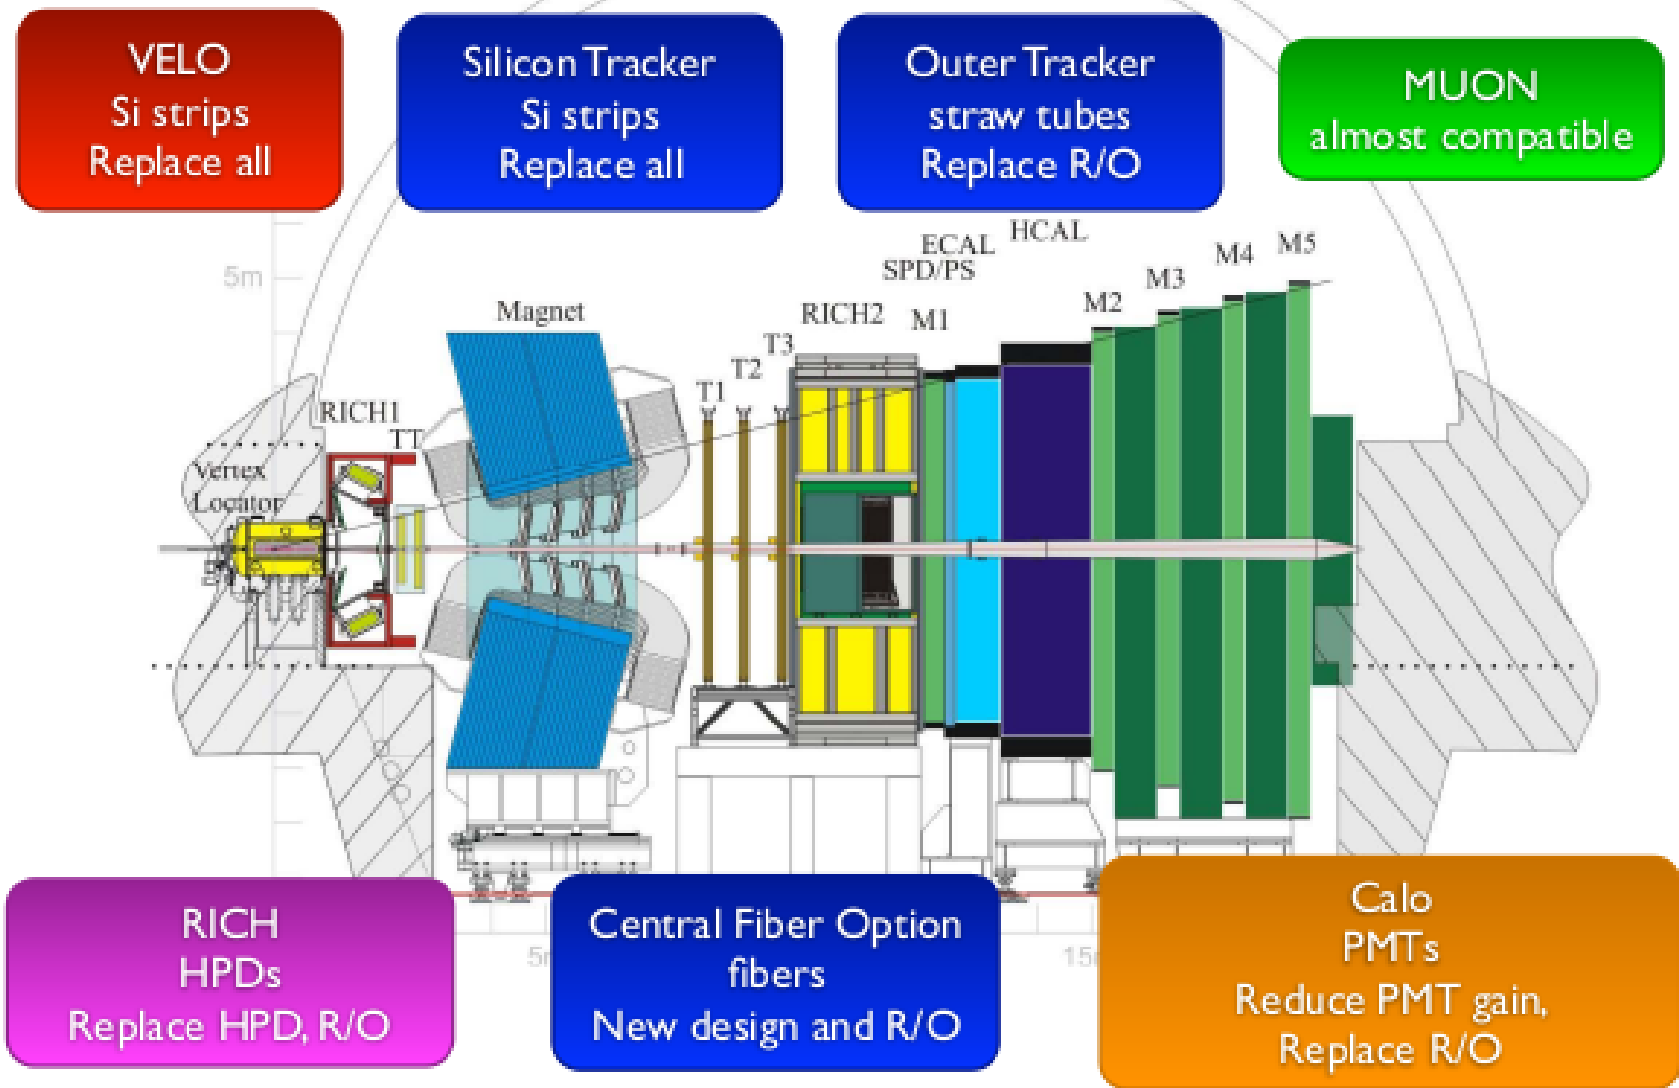 VELO
Si strips
Replace all
Silicon Tracker
Si strips
Replace all
Outer Tracker
straw tubes
Replace R/O
MUON
almost compatible
HCAL
ECAL
SPD/PS
M5
M4
M3
M2
5m
Magnet
RICH2
M1
T3
T2
T1
RICH1
TT
Vertex
Locator
RICH
HPDs
Replace HPD, R/O
Central Fiber Option
fibers
New design and R/O
Calo
PMTs
Reduce PMT gain,
Replace R/O